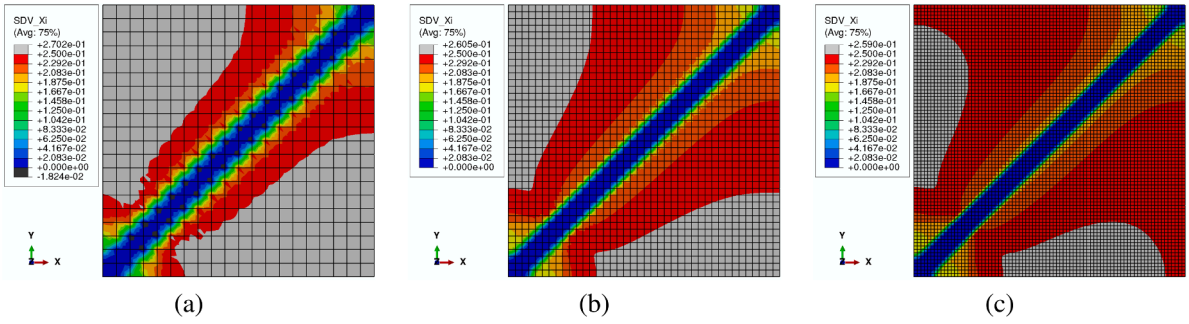 SDV_Xi
(Avg: 75%)
+2.702e-01
+2.500e-01
+2.292e-01
+2.083e-01
+1.875e-01
+1.667e-01
+1.458e-01
+1.250e-01
+1.042e-01
+8.333e-02
+6.250e-02
+4.167e-02
+2.083e-02
+0.000e+00
-1.824e-02
Y
Z X
(a)
SDV_Xi
(Avg: 75%)
+2.605e-01
+2.500e-01
+2.292e-01
+2.083e-01
+1.875e-01
+1.667e-01
+1.458e-01
+1.250e-01
+1.042e-01
+8.333e-02
+6.250e-02
+4.167e-02
+2.083e-02
+0.000e+00
Y
Z X
(b)
SDV_Xi
(Avg: 75%)
+2.590e-01
+2.500e-01
+2.292e-01
+2.083e-01
+1.875e-01
+1.667e-01
+1.458e-01
+1.250e-01
+1.042e-01
+8.333e-02
+6.250e-02
+4.167e-02
+2.083e-02
+0.000e+00
Y
Z X
(c)